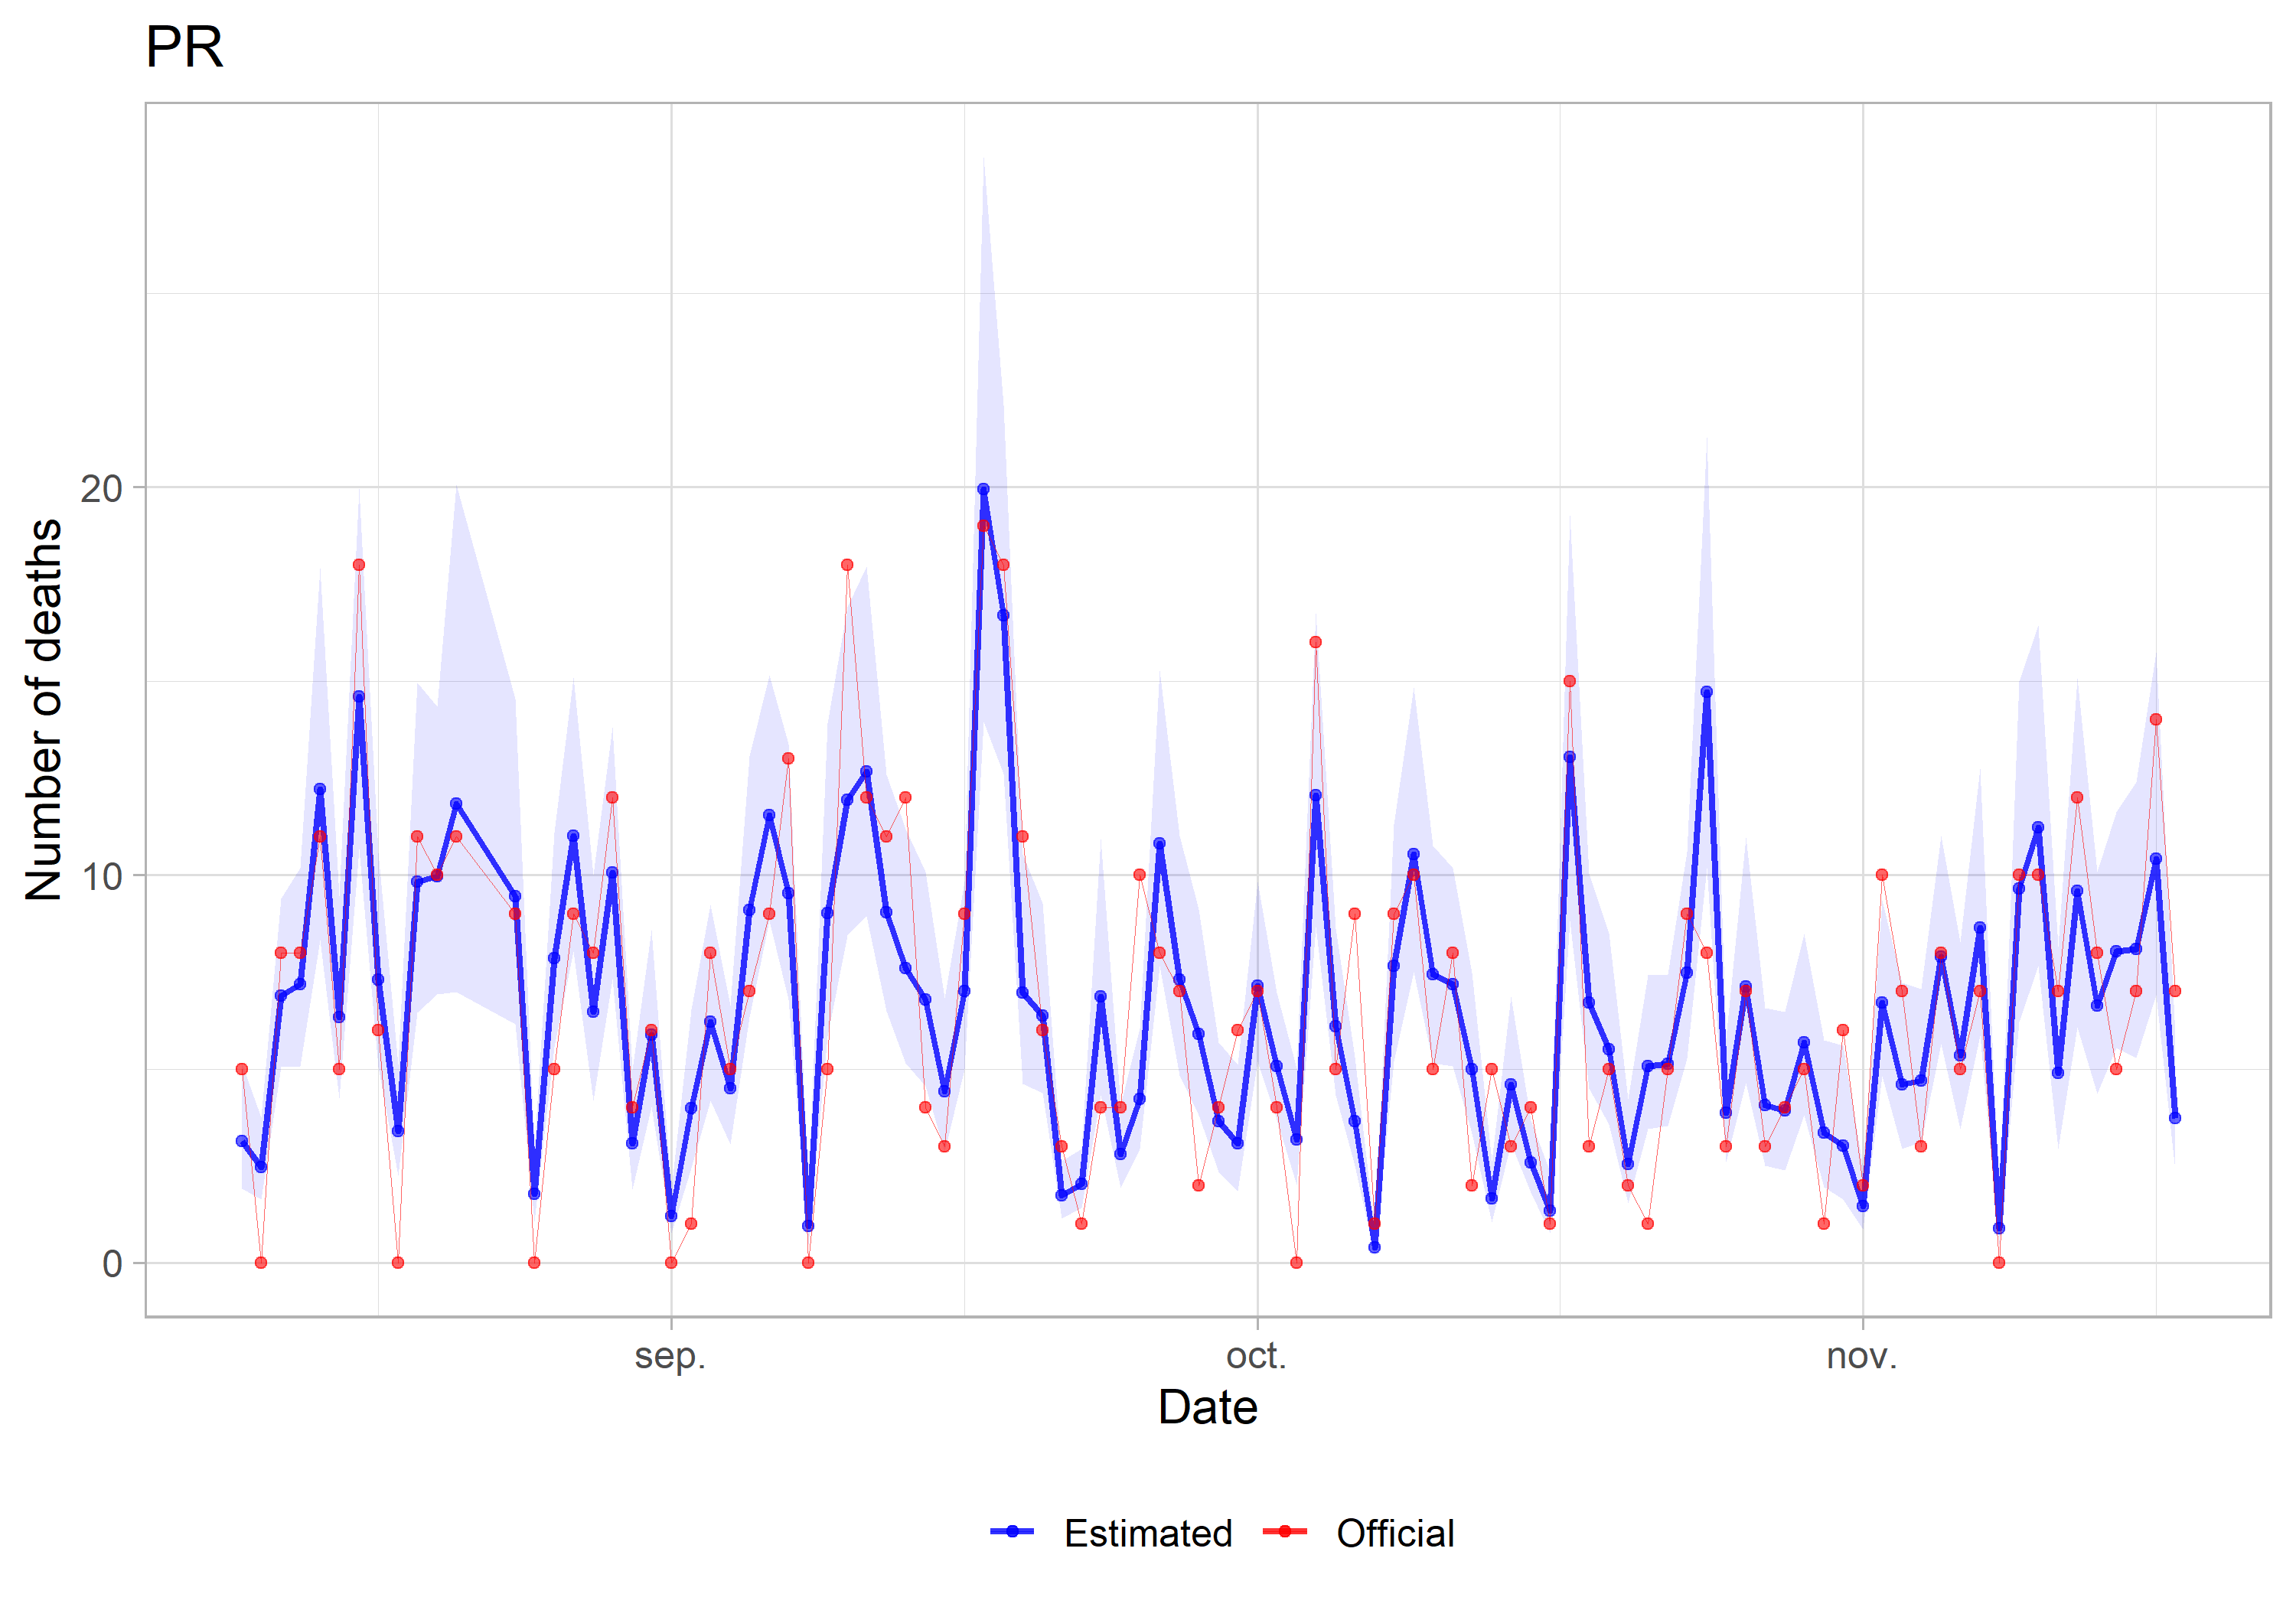 PR
Number of deaths
20
10
0
sep.
oct.
nov.
Date
Estimated
Official